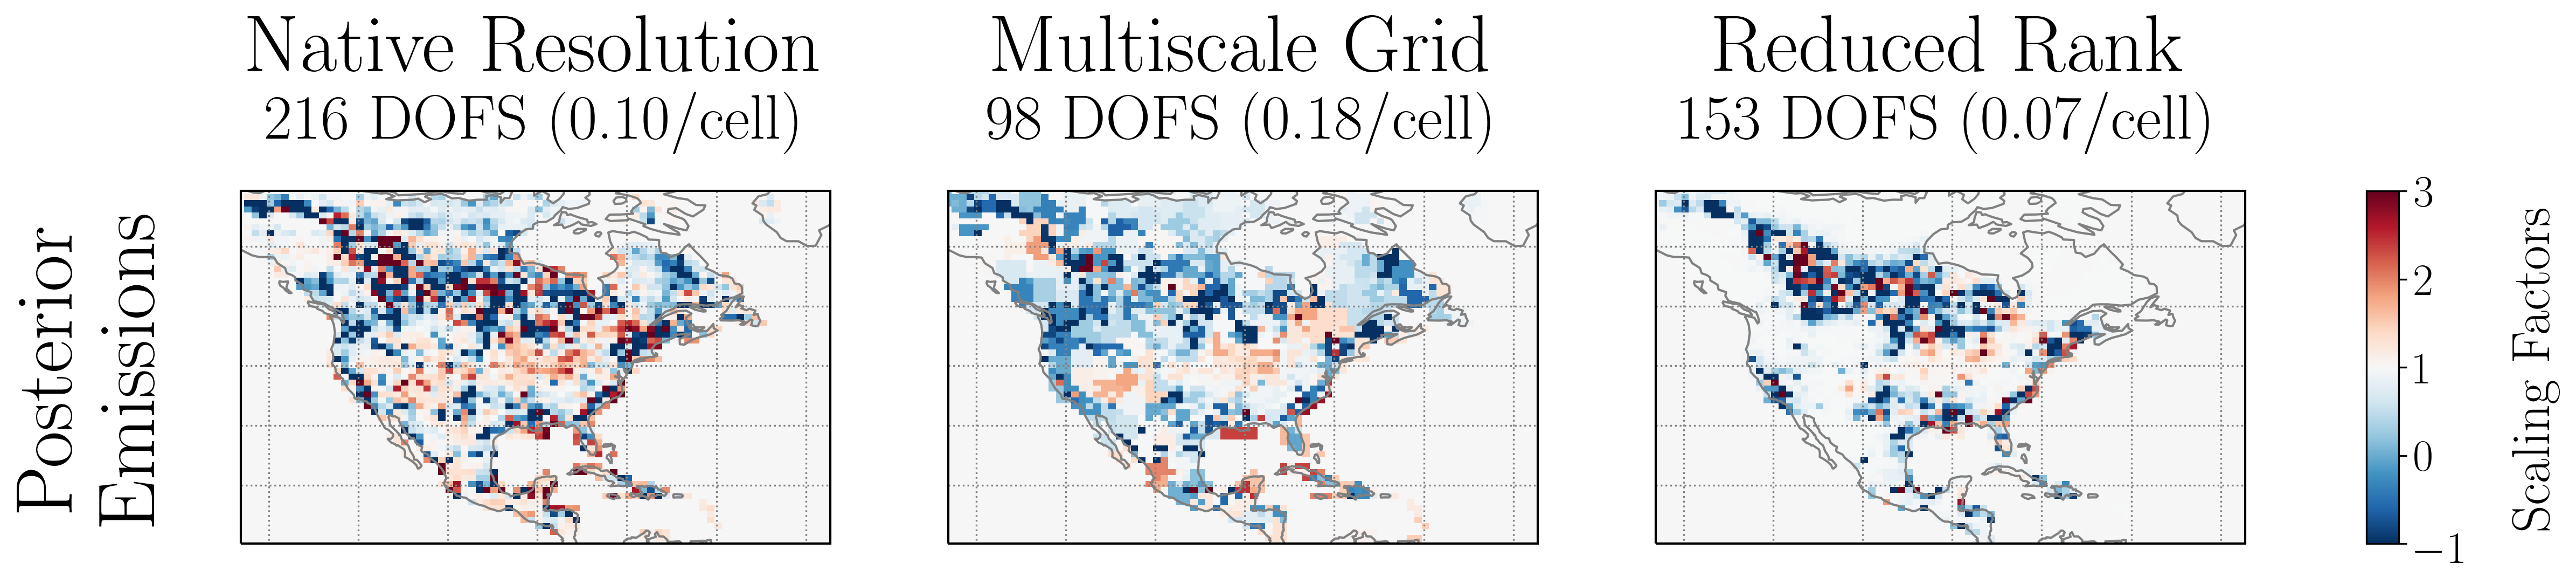 Native Resolution
216 DOFS (0.10/cell)
Multiscale Grid
98 DOFS (0.18/cell)
Reduced Rank
153 DOFS (0.07/cell)
Posterior
Emissions
3
2
1
0
−1
Scaling Factors